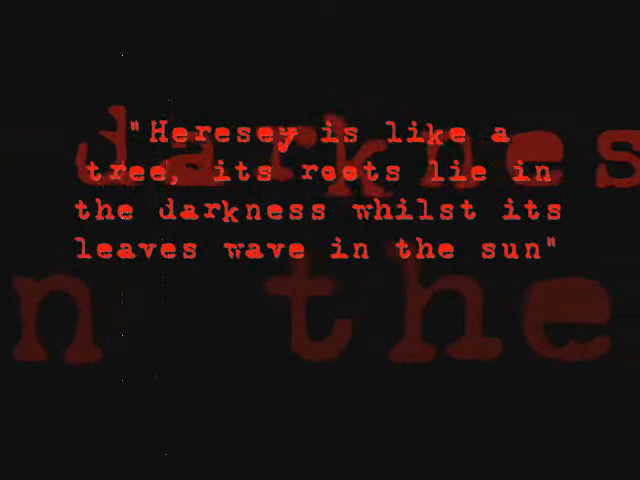 "Heresey is like a
tree, its roots lie in
the darkness whilst its
leaves wave in the sun"
darknes
n the